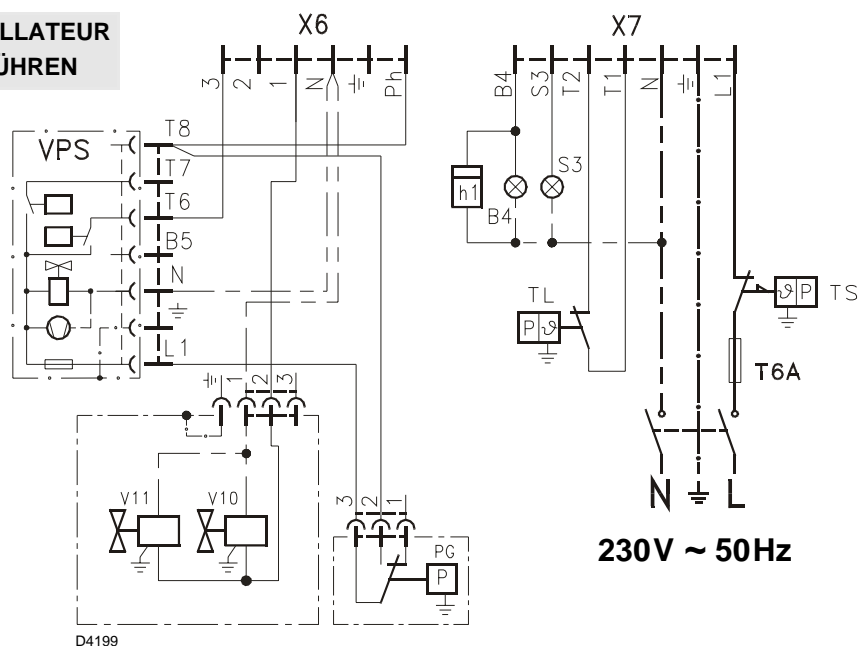 LLATEUR
ÜHREN
X6
X7
3
2
1
N
Ph
B4
S3
T2
T1
N
L1
VPS
T8
T7
T6
B5
N
L1
h1
B4
S3
TL
P ϑ
ϑ P
TS
T6A
1
2
3
V11
V10
3
2
1
PG
P
N
L
230V ~ 50Hz
D4199